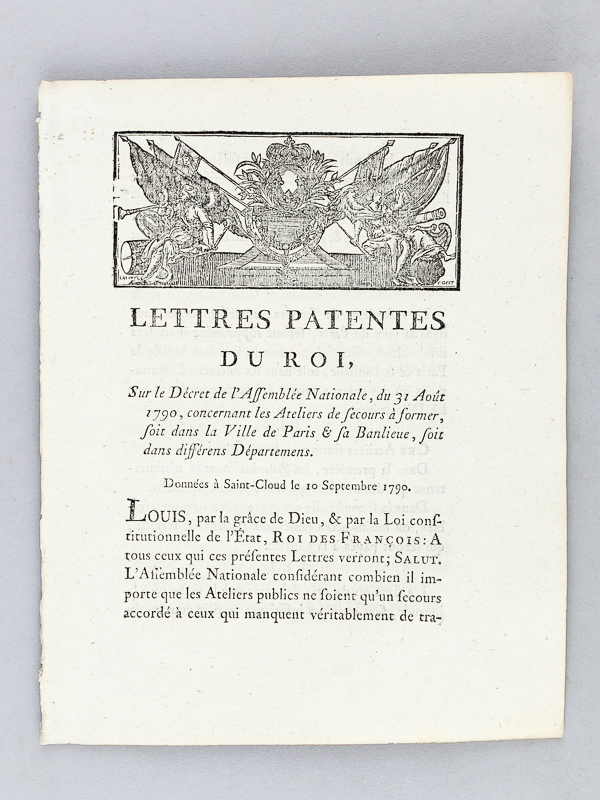 LETTRES PATENTES
DU ROI,
Sur le Décret de l'Aſſemblée Nationale, du 31 Août
1790, concernant les Ateliers de ſecours à former,
ſoit dans la Ville de Paris & ſa Banlieue, ſoit
dans différens Départemens.
Données à Saint-Cloud le 10 Septembre 1790.
LOUIS, par la grâce de Dieu, & par la Loi conſ-
titutionnelle de l'État, ROI DES FRANÇOIS: A
tous ceux qui ces préſentes Lettres verront; SALUT.
L'Aſſemblée Nationale conſidérant combien il im-
porte que les Ateliers publics ne ſoient qu'un ſecours
accordé à ceux qui manquent véritablement de tra-